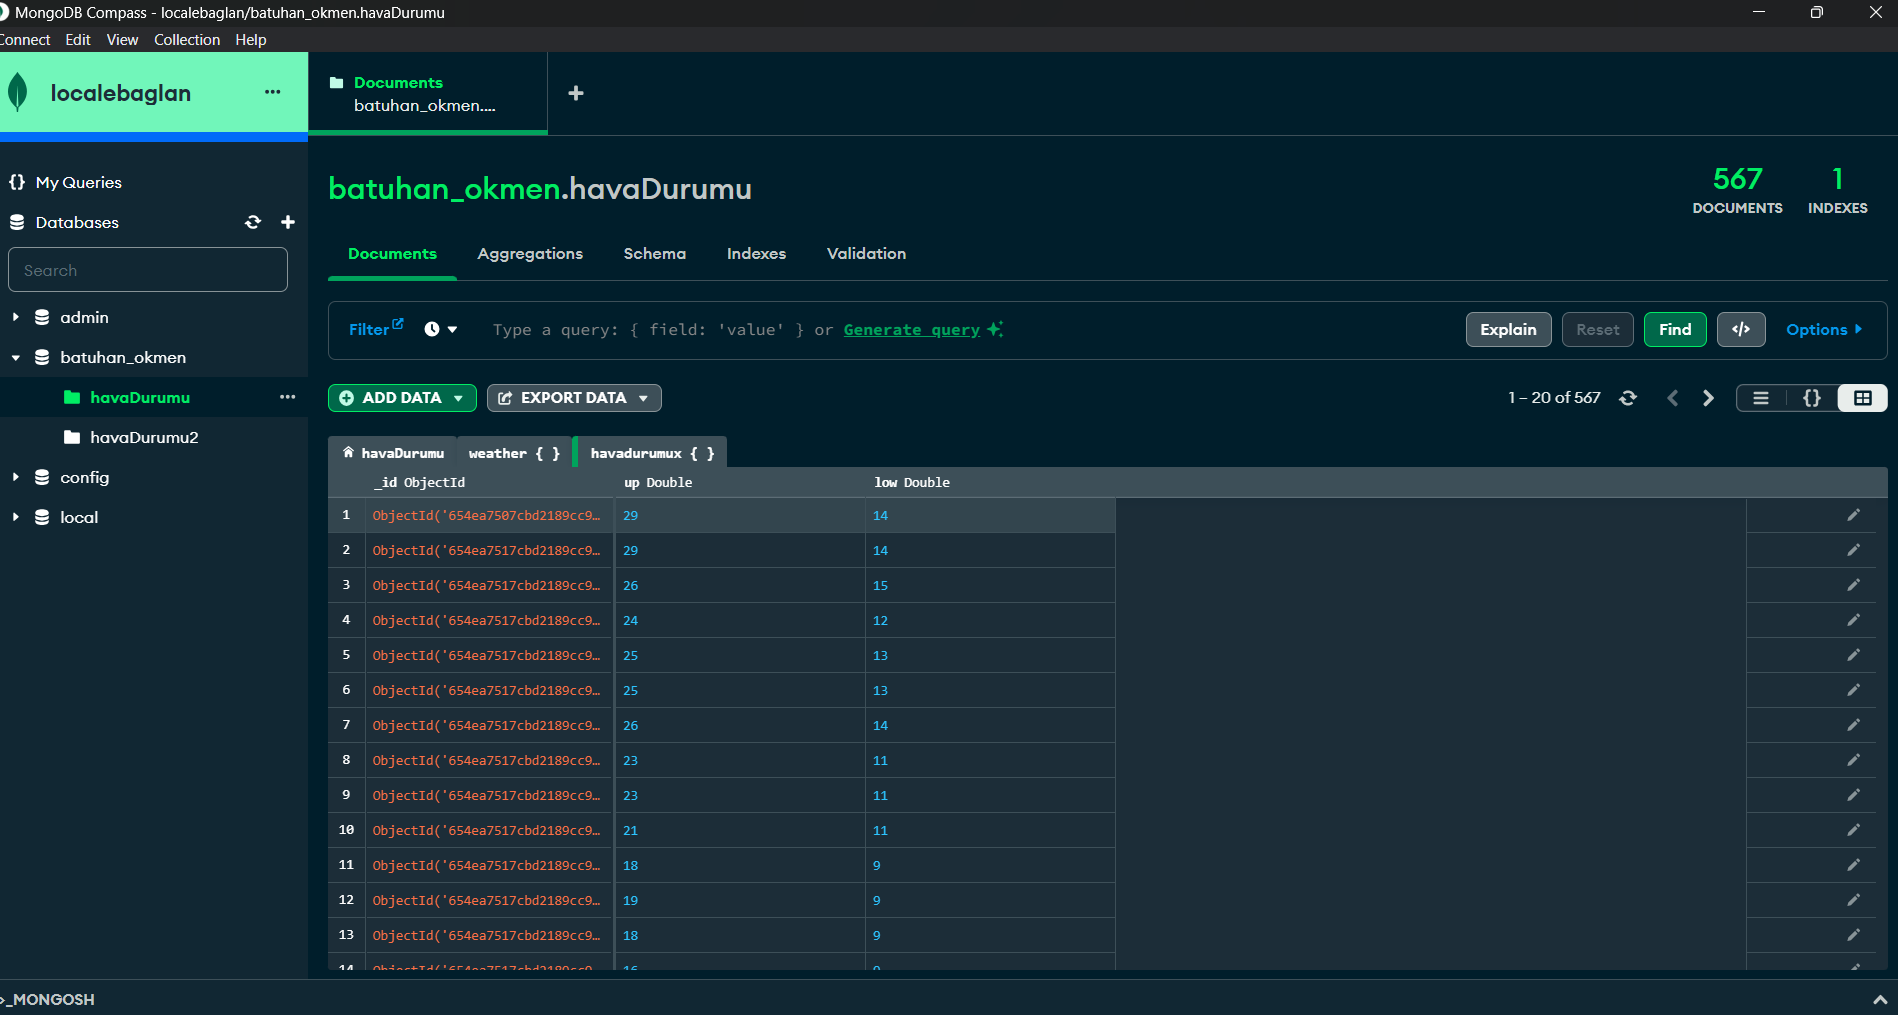 MongoDB Compass - localebaglan/batuhan_okmen.havaDurumu
Connect Edit View Collection Help
localebaglan
Documents
batuhan_okmen....
My Queries
Databases
Search
admin
batuhan_okmen
havaDurumu
havaDurumu2
config
local
batuhan_okmen.havaDurumu
567
DOCUMENTS
1
INDEXES
Documents Aggregations Schema Indexes Validation
Filter Type a query: { field: 'value' } or Generate query Explain Reset Find </> Options
ADD DATA EXPORT DATA 1 – 20 of 567 {}
havaDurumu weather { } havadurumux { }
_id ObjectId up Double low Double
1 ObjectId('654ea7507cbd2189cc9… 29 14
2 ObjectId('654ea7517cbd2189cc9… 29 14
3 ObjectId('654ea7517cbd2189cc9… 26 15
4 ObjectId('654ea7517cbd2189cc9… 24 12
5 ObjectId('654ea7517cbd2189cc9… 25 13
6 ObjectId('654ea7517cbd2189cc9… 25 13
7 ObjectId('654ea7517cbd2189cc9… 26 14
8 ObjectId('654ea7517cbd2189cc9… 23 11
9 ObjectId('654ea7517cbd2189cc9… 23 11
10 ObjectId('654ea7517cbd2189cc9… 21 11
11 ObjectId('654ea7517cbd2189cc9… 18 9
12 ObjectId('654ea7517cbd2189cc9… 19 9
13 ObjectId('654ea7517cbd2189cc9… 18 9
14 ObjectId('654ea7517cbd2189cc9…
>_MONGOSH